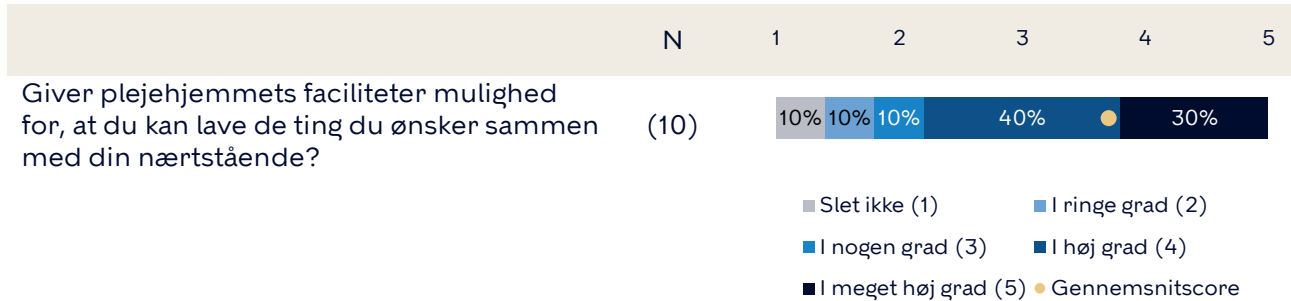 N 1 2 3 4 5
Giver plejehjemmets faciliteter mulighed
for, at du kan lave de ting du ønsker sammen
med din nærtstående?
(10)
10% 10% 10% 40% 30%
Slet ikke (1) I ringe grad (2)
I nogen grad (3) I høj grad (4)
I meget høj grad (5) Gennemsnitscore